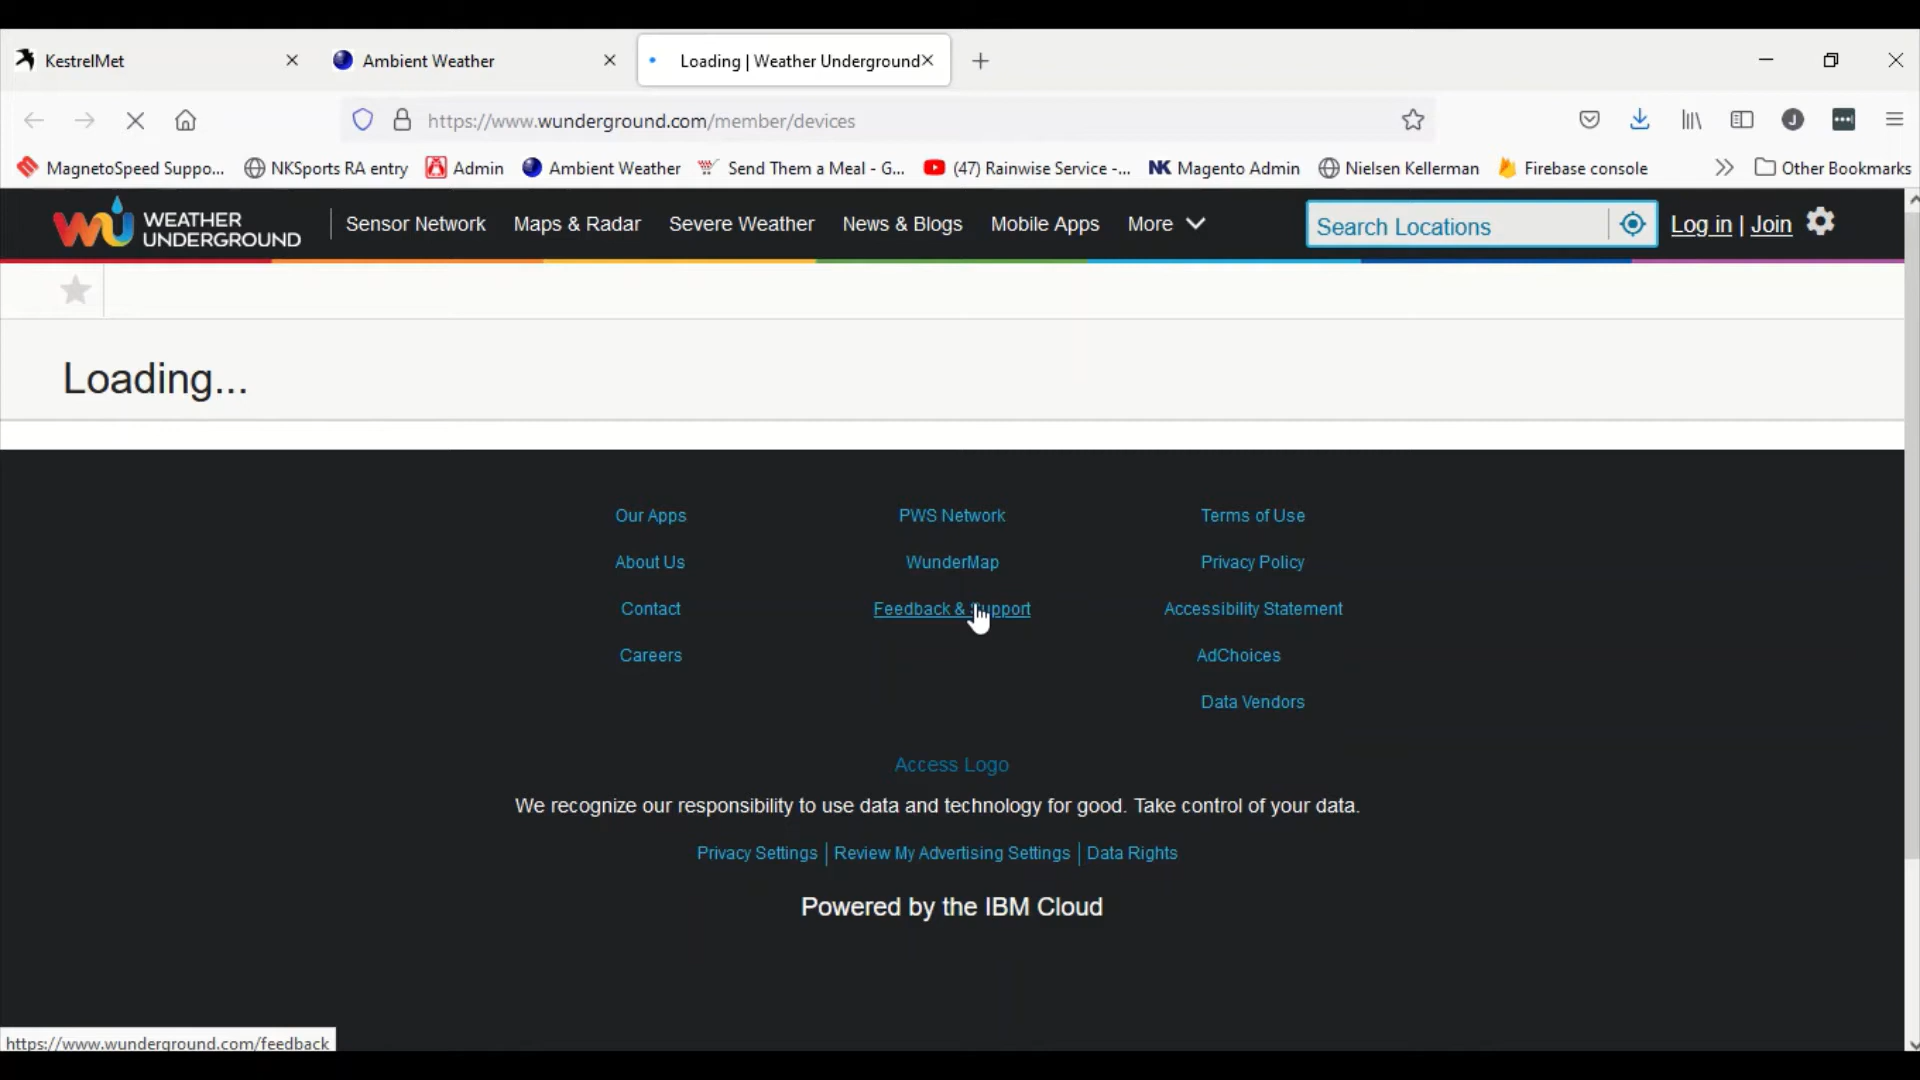 KestrelMet
Ambient Weather
Loading | Weather Underground
https://www.wunderground.com/member/devices
J
MagnetoSpeed Suppo...
NKSports RA entry
Admin
Ambient Weather
Send Them a Meal - G...
(47) Rainwise Service -...
NK Magento Admin
Nielsen Kellerman
Firebase console
Other Bookmarks
WU WEATHER
UNDERGROUND
Sensor Network
Maps & Radar
Severe Weather
News & Blogs
Mobile Apps
More
Search Locations
Log in | Join
Loading...
Our Apps
PWS Network
Terms of Use
About Us
WunderMap
Privacy Policy
Contact
Feedback & Support
Accessibility Statement
Careers
AdChoices
Data Vendors
Access Logo
We recognize our responsibility to use data and technology for good. Take control of your data.
Privacy Settings | Review My Advertising Settings | Data Rights
Powered by the IBM Cloud
https://www.wunderground.com/feedback